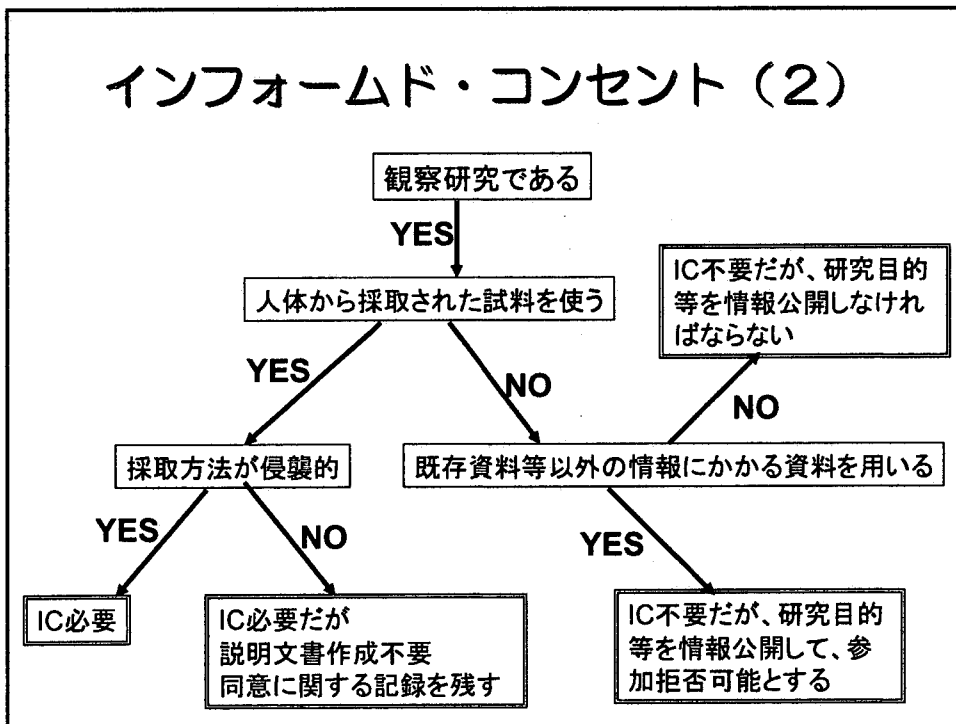 インフォームド・コンセント(2)
観察研究である
YES
人体から採取された試料を使う
IC不要だが、研究目的
等を情報公開しなけれ
ばならない
YES
NO
NO
採取方法が侵襲的
既存資料等以外の情報にかかる資料を用いる
YES
NO
YES
IC必要
IC必要だが
説明文書作成不要
同意に関する記録を残す
IC不要だが、研究目的
等を情報公開して、参
加拒否可能とする